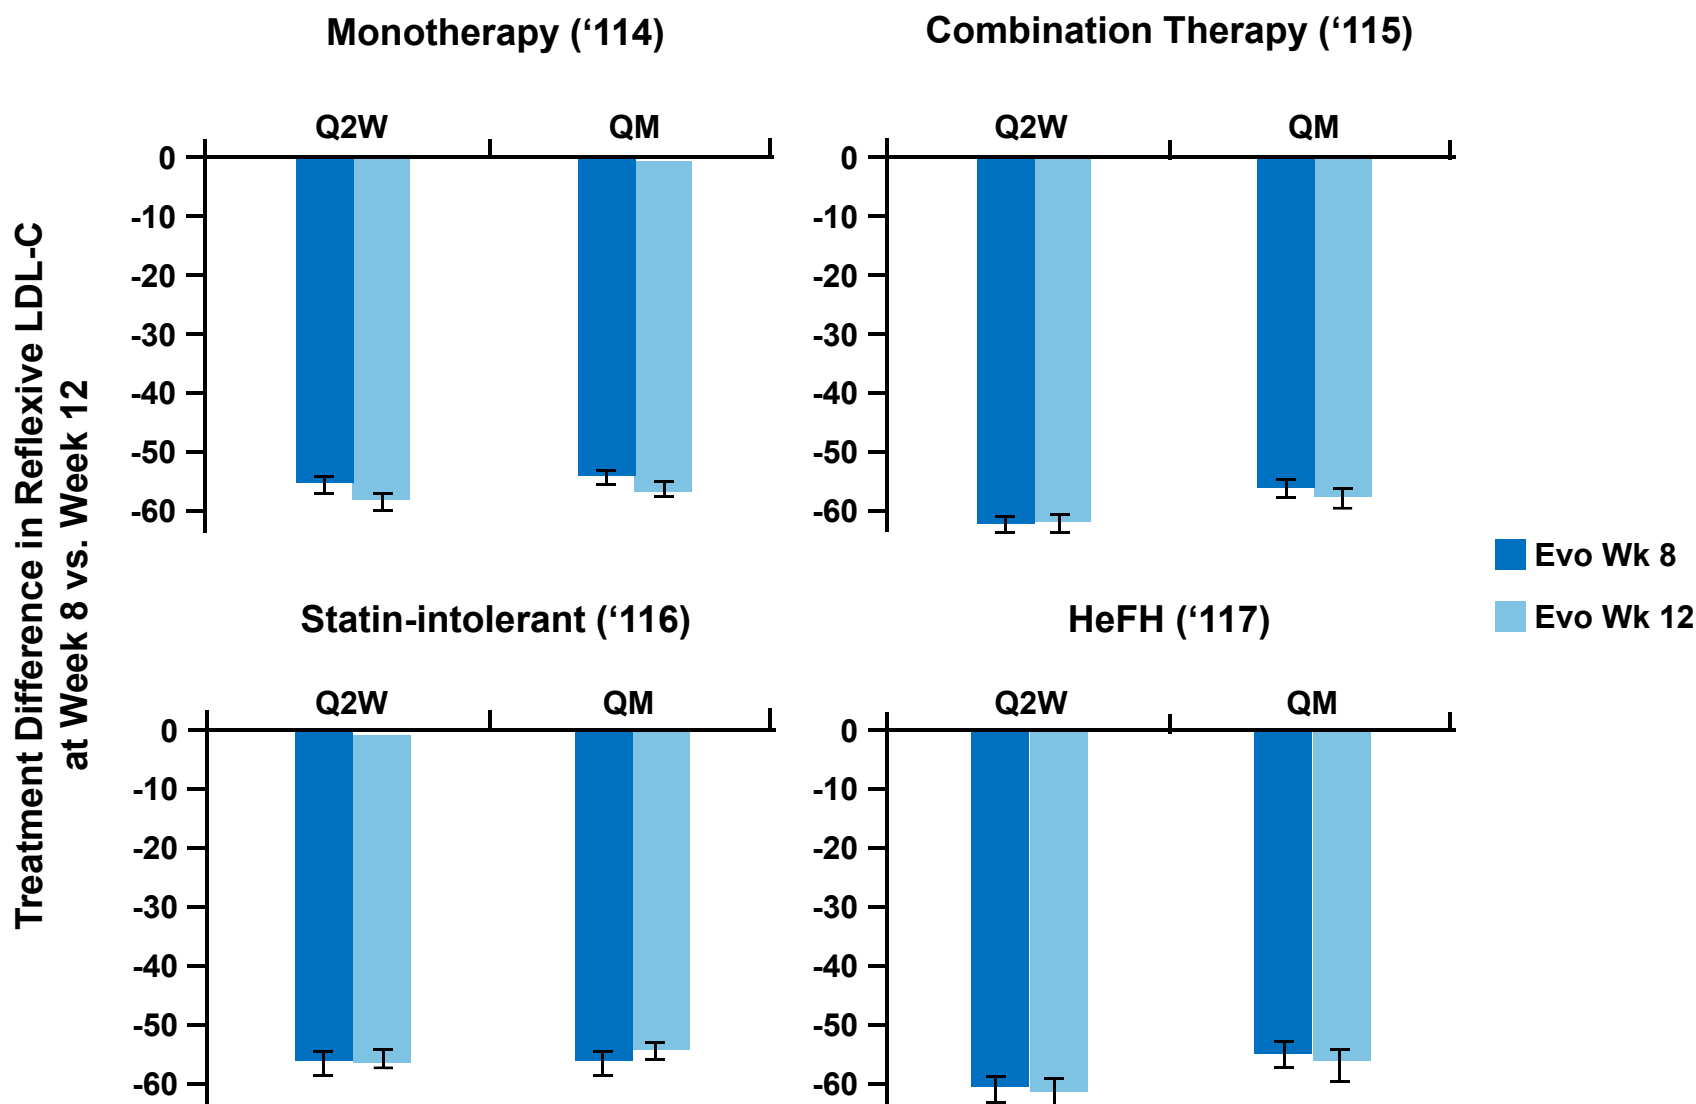 Monotherapy (‘114)
Q2W QM
0
-10
-20
-30
-40
-50
-60
Combination Therapy (‘115)
Q2W QM
0
-10
-20
-30
-40
-50
-60
Treatment Difference in Reflexive LDL-C
at Week 8 vs. Week 12
Statin-intolerant (‘116)
Q2W QM
0
-10
-20
-30
-40
-50
-60
HeFH (‘117)
Q2W QM
0
-10
-20
-30
-40
-50
-60
Evo Wk 8
Evo Wk 12